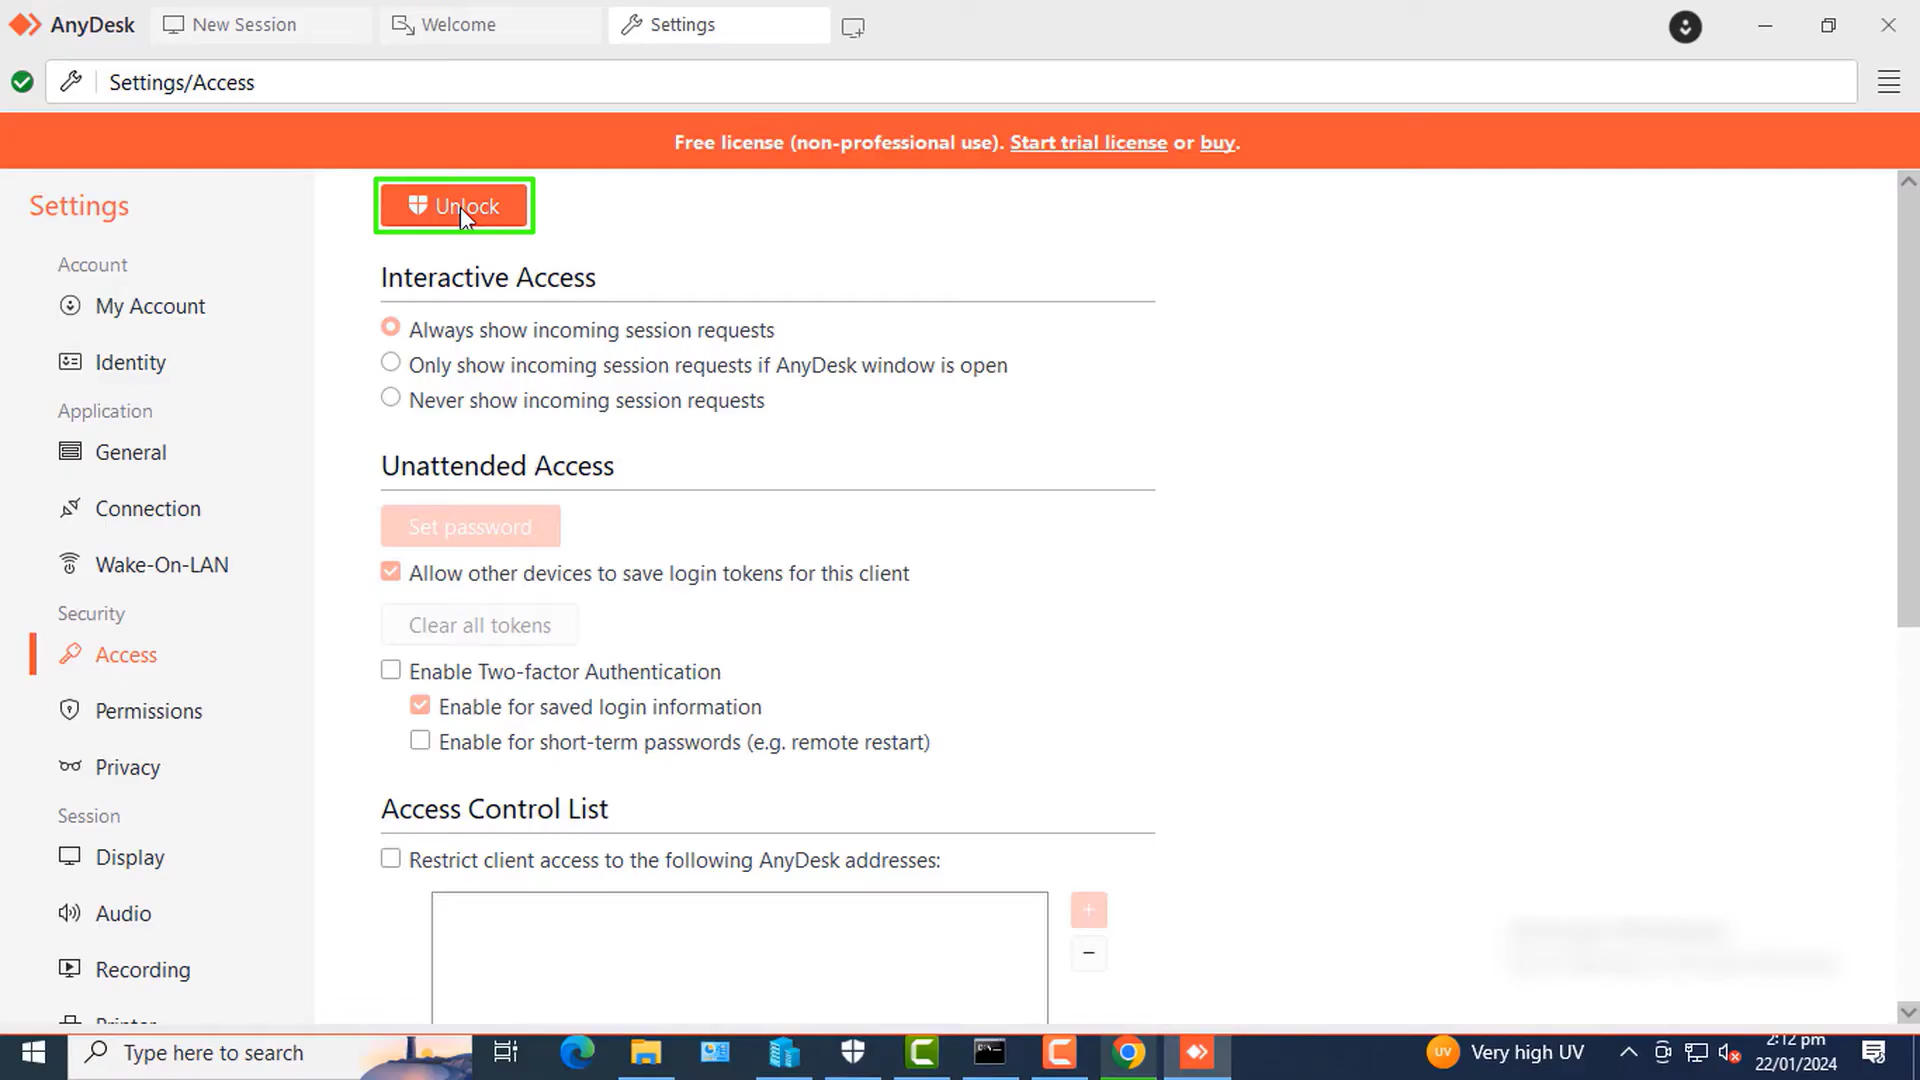 AnyDesk
New Session
Welcome
Settings
Settings/Access
Free license (non-professional use). Start trial license or buy.
Settings
Account
My Account
Identity
Application
General
Connection
Wake-On-LAN
Security
Access
Permissions
Privacy
Session
Display
Audio
Recording
Printer
Unlock
Interactive Access
Always show incoming session requests
Only show incoming session requests if AnyDesk window is open
Never show incoming session requests
Unattended Access
Set password
Allow other devices to save login tokens for this client
Clear all tokens
Enable Two-factor Authentication
Enable for saved login information
Enable for short-term passwords (e.g. remote restart)
Access Control List
Restrict client access to the following AnyDesk addresses:
Type here to search
UV
Very high UV
2:12 pm
22/01/2024